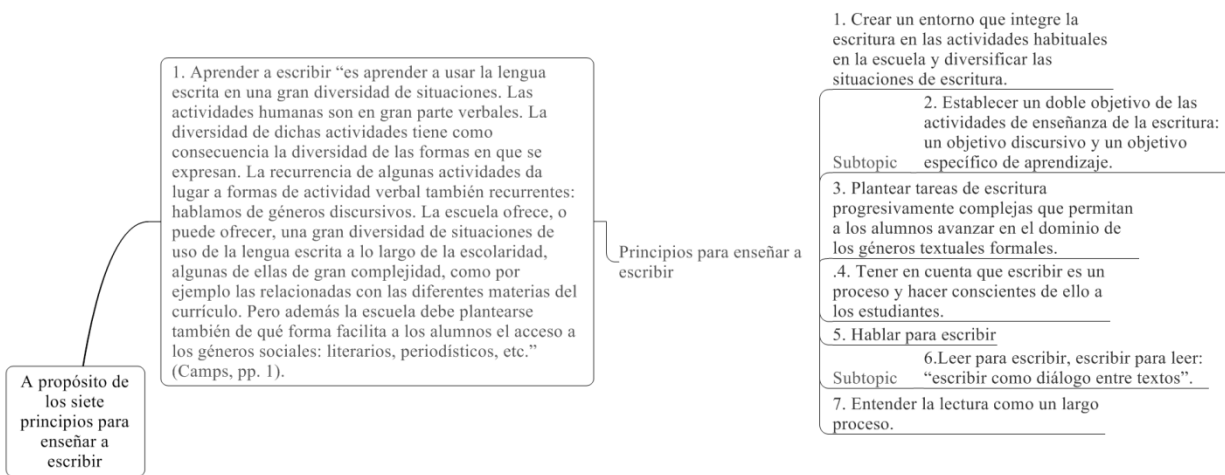 A propósito de
los siete
principios para
enseñar a
escribir
1. Aprender a escribir “es aprender a usar la lengua
escrita en una gran diversidad de situaciones. Las
actividades humanas son en gran parte verbales. La
diversidad de dichas actividades tiene como
consecuencia la diversidad de las formas en que se
expresan. La recurrencia de algunas actividades da
lugar a formas de actividad verbal también recurrentes:
hablamos de géneros discursivos. La escuela ofrece, o
puede ofrecer, una gran diversidad de situaciones de
uso de la lengua escrita a lo largo de la escolaridad,
algunas de ellas de gran complejidad, como por
ejemplo las relacionadas con las diferentes materias del
currículo. Pero además la escuela debe plantearse
también de qué forma facilita a los alumnos el acceso a
los géneros sociales: literarios, periodísticos, etc.”
(Camps, pp. 1).
Principios para enseñar a
escribir
1. Crear un entorno que integre la
escritura en las actividades habituales
en la escuela y diversificar las
situaciones de escritura.
Subtopic
2. Establecer un doble objetivo de las
actividades de enseñanza de la escritura:
un objetivo discursivo y un objetivo
específico de aprendizaje.
3. Plantear tareas de escritura
progresivamente complejas que permitan
a los alumnos avanzar en el dominio de
los géneros textuales formales.
.4. Tener en cuenta que escribir es un
proceso y hacer conscientes de ello a
los estudiantes.
5. Hablar para escribir
Subtopic
6.Leer para escribir, escribir para leer:
“escribir como diálogo entre textos”.
7. Entender la lectura como un largo
proceso.